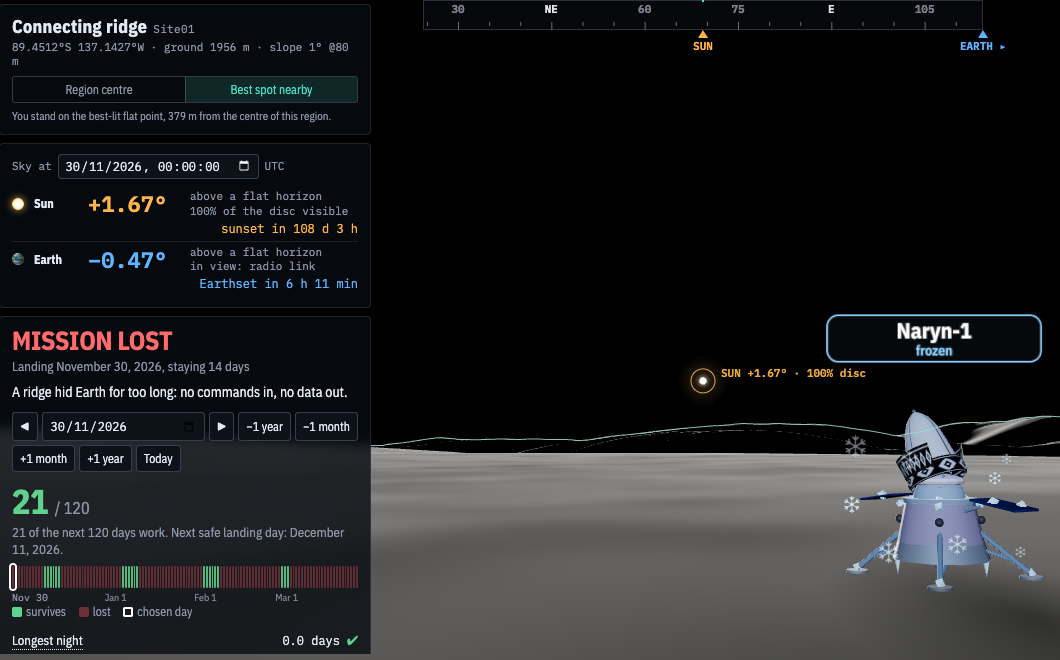 Connecting ridge Site01
89.4512°S 137.1427°W · ground 1956 m · slope 1° @80
m
Region centre
Best spot nearby
You stand on the best-lit flat point, 379 m from the centre of this region.
Sky at 30/11/2026, 00:00:00 UTC
Sun +1.67° above a flat horizon
100% of the disc visible
sunset in 108 d 3 h
Earth −0.47° above a flat horizon
in view: radio link
Earthset in 6 h 11 min
MISSION LOST
Landing November 30, 2026, staying 14 days
A ridge hid Earth for too long: no commands in, no data out.
◀ 30/11/2026 ▶ −1 year −1 month
+1 month +1 year Today
21 / 120
21 of the next 120 days work. Next safe landing day: December
11, 2026.
Nov 30 Jan 1 Feb 1 Mar 1
survives lost chosen day
Longest night 0.0 days ✔
30 NE 60 75 E 105
SUN
EARTH ▸
Naryn-1
frozen
SUN +1.67° · 100% disc